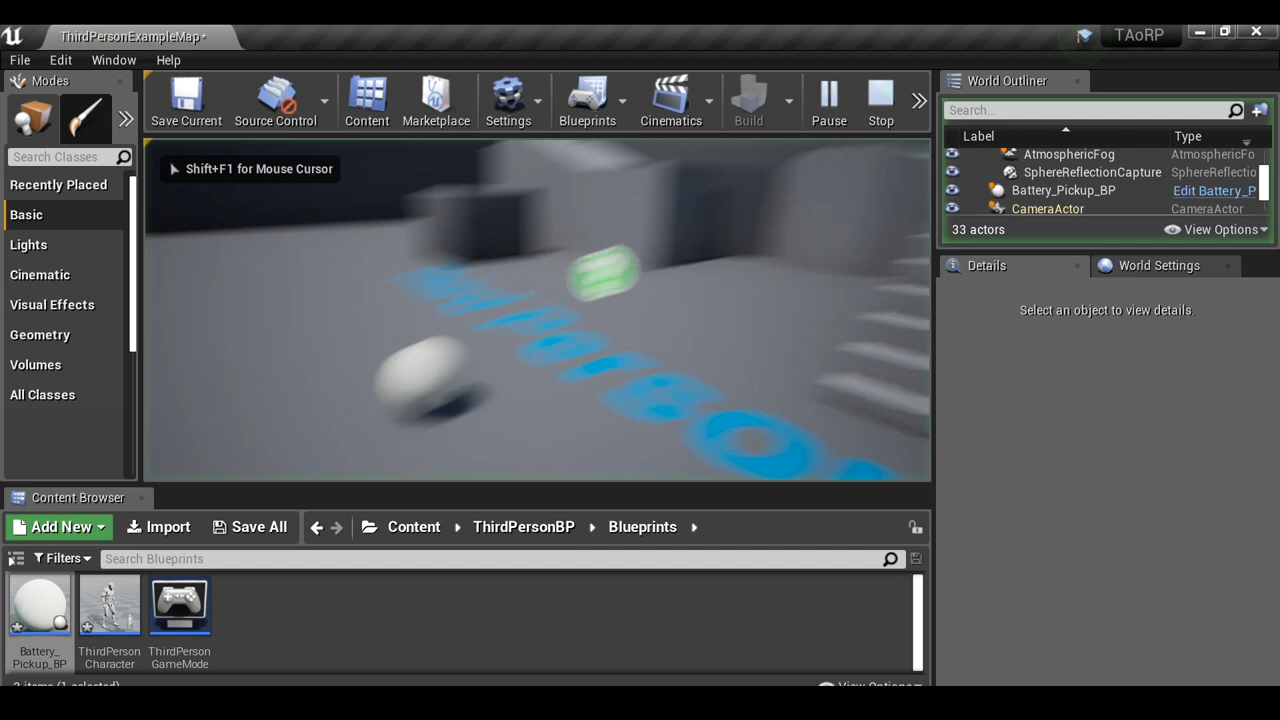 ThirdPersonExampleMap*
TAoRP
File Edit Window Help
Modes
Search Classes
Recently Placed
Basic
Lights
Cinematic
Visual Effects
Geometry
Volumes
All Classes
Save Current
Source Control
Content
Marketplace
Settings
Blueprints
Cinematics
Build
Pause
Stop
Shift+F1 for Mouse Cursor
World Outliner
Search...
Label Type
AtmosphericFog AtmosphericFo
SphereReflectionCapture SphereReflectio
Battery_Pickup_BP Edit Battery_P
CameraActor CameraActor
33 actors View Options
Details World Settings
Select an object to view details.
Content Browser
Add New Import Save All Content ThirdPersonBP Blueprints
Filters Search Blueprints
Battery_
Pickup_BP
ThirdPerson
Character
ThirdPerson
GameMode
3 items (1 selected) View Options